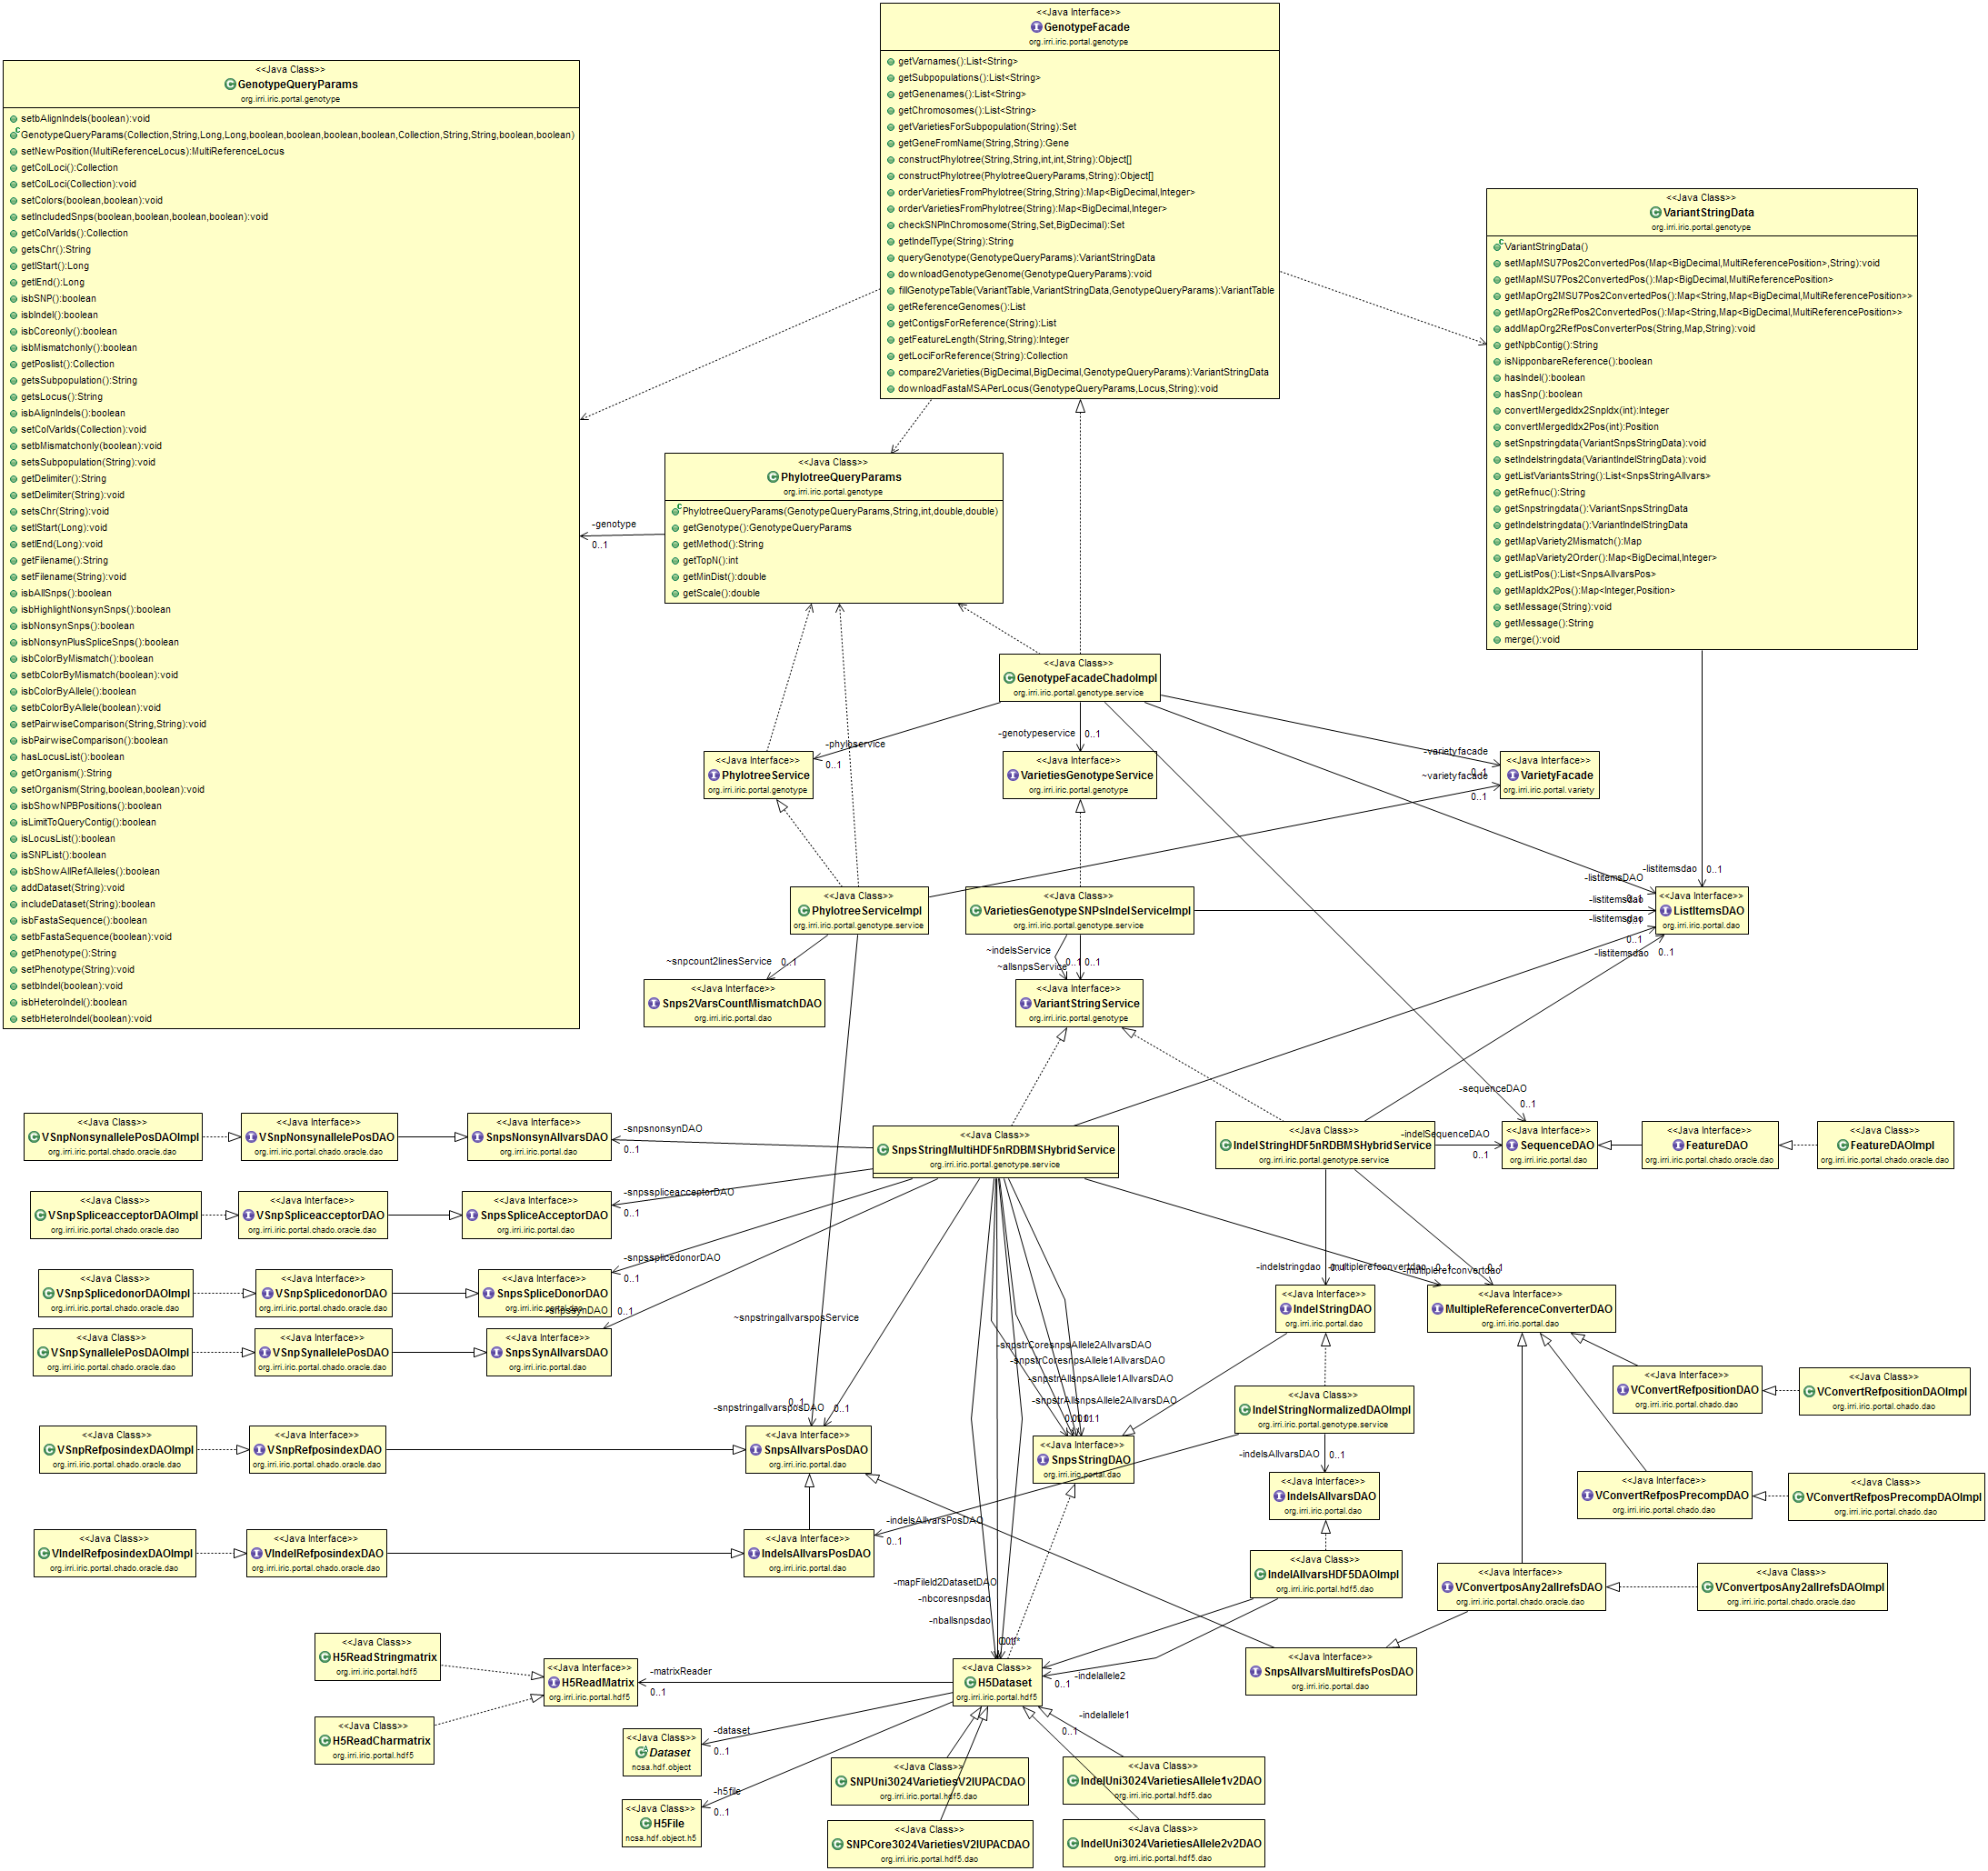 <<Java Interface>>
GenotypeFacade
org.irri.iric.portal.genotype
getVarnames():List<String>
getSubpopulations():List<String>
getGenenames():List<String>
getChromosomes():List<String>
getVarietiesForSubpopulation(String):Set
getGeneFromName(String,String):Gene
constructPhylotree(String,String,int,int,String):Object[]
constructPhylotree(PhylotreeQueryParams,String):Object[]
orderVarietiesFromPhylotree(String,String):Map<BigDecimal,Integer>
orderVarietiesFromPhylotree(String):Map<BigDecimal,Integer>
checkSNPInChromosome(String,Set,BigDecimal):Set
getIndelType(String):String
queryGenotype(GenotypeQueryParams):VariantStringData
downloadGenotypeGenome(GenotypeQueryParams):void
fillGenotypeTable(VariantTable,VariantStringData,GenotypeQueryParams):VariantTable
getReferenceGenomes():List
getContigsForReference(String):List
getFeatureLength(String,String):Integer
getLociForReference(String):Collection
compare2Varieties(BigDecimal,BigDecimal,GenotypeQueryParams):VariantStringData
downloadFastaMSAPerLocus(GenotypeQueryParams,Locus,String):void
<<Java Class>>
GenotypeQueryParams
org.irri.iric.portal.genotype
setbAlignIndels(boolean):void
GenotypeQueryParams(Collection,String,Long,Long,boolean,boolean,boolean,boolean,Collection,String,String,boolean,boolean)
setNewPosition(MultiReferenceLocus):MultiReferenceLocus
getColLoci():Collection
setColLoci(Collection):void
setColors(boolean,boolean):void
setIncludedSnps(boolean,boolean,boolean,boolean):void
getColVarIds():Collection
getsChr():String
getlStart():Long
getlEnd():Long
isbSNP():boolean
isbIndel():boolean
isbCoreonly():boolean
isbMismatchonly():boolean
getPoslist():Collection
getsSubpopulation():String
getsLocus():String
isbAlignIndels():boolean
setColVarIds(Collection):void
setbMismatchonly(boolean):void
setsSubpopulation(String):void
getDelimiter():String
setDelimiter(String):void
setsChr(String):void
setlStart(Long):void
setlEnd(Long):void
getFilename():String
setFilename(String):void
isbAllSnps():boolean
isbHighlightNonsynSnps():boolean
isbNonsynSnps():boolean
isbNonsynPlusSpliceSnps():boolean
isbColorByMismatch():boolean
setbColorByMismatch(boolean):void
isbColorByAllele():boolean
setbColorByAllele(boolean):void
setPairwiseComparison(String,String):void
isbPairwiseComparison():boolean
hasLocusList():boolean
getOrganism():String
setOrganism(String,boolean,boolean):void
isbShowNPBPositions():boolean
isLimitToQueryContig():boolean
isLocusList():boolean
isSNPList():boolean
isbShowAllRefAlleles():boolean
addDataset(String):void
includeDataset(String):boolean
isbFastaSequence():boolean
setbFastaSequence(boolean):void
getPhenotype():String
setPhenotype(String):void
setbIndel(boolean):void
isbHeteroIndel():boolean
setbHeteroIndel(boolean):void
<<Java Class>>
VariantStringData
org.irri.iric.portal.genotype
VariantStringData()
setMapMSU7Pos2ConvertedPos(Map<BigDecimal,MultiReferencePosition>,String):void
getMapMSU7Pos2ConvertedPos():Map<BigDecimal,MultiReferencePosition>
getMapOrg2MSU7Pos2ConvertedPos():Map<String,Map<BigDecimal,MultiReferencePosition>>
getMapOrg2RefPos2ConvertedPos():Map<String,Map<BigDecimal,MultiReferencePosition>>
addMapOrg2RefPosConverterPos(String,Map,String):void
getNpbContig():String
isNipponbareReference():boolean
hasIndel():boolean
hasSnp():boolean
convertMergedIdx2SnpIdx(int):Integer
convertMergedIdx2Pos(int):Position
setSnpstringdata(VariantSnpsStringData):void
setIndelstringdata(VariantIndelStringData):void
getListVariantsString():List<SnpsStringAllvars>
getRefnuc():String
getSnpstringdata():VariantSnpsStringData
getIndelstringdata():VariantIndelStringData
getMapVariety2Mismatch():Map
getMapVariety2Order():Map<BigDecimal,Integer>
getListPos():List<SnpsAllvarsPos>
getMapIdx2Pos():Map<Integer,Position>
setMessage(String):void
getMessage():String
merge():void
<<Java Class>>
PhylotreeQueryParams
org.irri.iric.portal.genotype
PhylotreeQueryParams(GenotypeQueryParams,String,int,double,double)
getGenotype():GenotypeQueryParams
getMethod():String
getTopN():int
getMinDist():double
getScale():double
-genotype
0..1
<<Java Class>>
GenotypeFacadeChadoImpl
org.irri.iric.portal.genotype.service
-phyloservice
0..1
-genotypeservice
0..1
-varietyfacade
0..1
~varietyfacade
0..1
<<Java Interface>>
PhylotreeService
org.irri.iric.portal.genotype
<<Java Interface>>
VarietiesGenotypeService
org.irri.iric.portal.genotype
<<Java Interface>>
VarietyFacade
org.irri.iric.portal.variety
<<Java Class>>
PhylotreeServiceImpl
org.irri.iric.portal.genotype.service
<<Java Class>>
VarietiesGenotypeSNPsIndelServiceImpl
org.irri.iric.portal.genotype.service
-listitemsdao
0..1
-listitemsDAO
0..1
-listitemsdao
0..1
-listitemsdao
0..1
-listitemsdao
0..1
<<Java Interface>>
ListItemsDAO
org.irri.iric.portal.dao
~snpcount2linesService
0..1
~indelsService
0..1
~allsnpsService
0..1
<<Java Interface>>
Snps2VarsCountMismatchDAO
org.irri.iric.portal.dao
<<Java Interface>>
VariantStringService
org.irri.iric.portal.genotype
-sequenceDAO
0..1
<<Java Class>>
VSnpNonsynallelePosDAOImpl
org.irri.iric.portal.chado.oracle.dao
<<Java Interface>>
VSnpNonsynallelePosDAO
org.irri.iric.portal.chado.oracle.dao
<<Java Interface>>
SnpsNonsynAllvarsDAO
org.irri.iric.portal.dao
-snpsnonsynDAO
0..1
<<Java Class>>
SnpsStringMultiHDF5nRDBMSHybridService
org.irri.iric.portal.genotype.service
<<Java Class>>
IndelStringHDF5nRDBMSHybridService
org.irri.iric.portal.genotype.service
-indelSequenceDAO
0..1
<<Java Interface>>
SequenceDAO
org.irri.iric.portal.dao
<<Java Interface>>
FeatureDAO
org.irri.iric.portal.chado.oracle.dao
<<Java Class>>
FeatureDAOImpl
org.irri.iric.portal.chado.oracle.dao
<<Java Class>>
VSnpSpliceacceptorDAOImpl
org.irri.iric.portal.chado.oracle.dao
<<Java Interface>>
VSnpSpliceacceptorDAO
org.irri.iric.portal.chado.oracle.dao
<<Java Interface>>
SnpsSpliceAcceptorDAO
org.irri.iric.portal.dao
-snpsspliceacceptorDAO
0..1
<<Java Class>>
VSnpSplicedonorDAOImpl
org.irri.iric.portal.chado.oracle.dao
<<Java Interface>>
VSnpSplicedonorDAO
org.irri.iric.portal.chado.oracle.dao
<<Java Interface>>
SnpsSpliceDonorDAO
org.irri.iric.portal.dao
-snpssplicedonorDAO
0..1
-snpssynDAO
0..1
<<Java Class>>
VSnpSynallelePosDAOImpl
org.irri.iric.portal.chado.oracle.dao
<<Java Interface>>
VSnpSynallelePosDAO
org.irri.iric.portal.chado.oracle.dao
<<Java Interface>>
SnpsSynAllvarsDAO
org.irri.iric.portal.dao
~snpstringallvarsposService
0..1
-snpstringallvarsposDAO
0..1
-indelstringdao
-multiplerefconvertdao
0..1
-multiplerefconvertdao
0..1
<<Java Interface>>
IndelStringDAO
org.irri.iric.portal.dao
<<Java Interface>>
MultipleReferenceConverterDAO
org.irri.iric.portal.dao
-snpstrCoresnpsAllele2AllvarsDAO
-snpstrCoresnpsAllele1AllvarsDAO
-snpstrAllsnpsAllele1AllvarsDAO
-snpstrAllsnpsAllele2AllvarsDAO
<<Java Interface>>
VConvertRefpositionDAO
org.irri.iric.portal.chado.dao
<<Java Class>>
VConvertRefpositionDAOImpl
org.irri.iric.portal.chado.dao
<<Java Class>>
IndelStringNormalizedDAOImpl
org.irri.iric.portal.genotype.service
<<Java Class>>
VSnpRefposindexDAOImpl
org.irri.iric.portal.chado.oracle.dao
<<Java Interface>>
VSnpRefposindexDAO
org.irri.iric.portal.chado.oracle.dao
<<Java Interface>>
SnpsAllvarsPosDAO
org.irri.iric.portal.dao
<<Java Interface>>
SnpsStringDAO
org.irri.iric.portal.dao
-indelsAllvarsDAO
0..1
<<Java Interface>>
IndelsAllvarsDAO
org.irri.iric.portal.dao
<<Java Interface>>
VConvertRefposPrecompDAO
org.irri.iric.portal.chado.dao
<<Java Class>>
VConvertRefposPrecompDAOImpl
org.irri.iric.portal.chado.dao
-indelsAllvarsPosDAO
0..1
<<Java Class>>
VIndelRefposindexDAOImpl
org.irri.iric.portal.chado.oracle.dao
<<Java Interface>>
VIndelRefposindexDAO
org.irri.iric.portal.chado.oracle.dao
<<Java Interface>>
IndelsAllvarsPosDAO
org.irri.iric.portal.dao
<<Java Class>>
IndelAllvarsHDF5DAOImpl
org.irri.iric.portal.hdf5.dao
<<Java Interface>>
VConvertposAny2allrefsDAO
org.irri.iric.portal.chado.oracle.dao
<<Java Class>>
VConvertposAny2allrefsDAOImpl
org.irri.iric.portal.chado.oracle.dao
-mapFileId2DatasetDAO
-nbcoresnpsdao
-nballsnpsdao
<<Java Class>>
H5ReadStringmatrix
org.irri.iric.portal.hdf5
<<Java Interface>>
H5ReadMatrix
org.irri.iric.portal.hdf5
-matrixReader
0..1
<<Java Class>>
H5Dataset
org.irri.iric.portal.hdf5
-indelallele2
0..1
<<Java Interface>>
SnpsAllvarsMultirefsPosDAO
org.irri.iric.portal.dao
-indelallele1
0..1
<<Java Class>>
H5ReadCharmatrix
org.irri.iric.portal.hdf5
-dataset
0..1
<<Java Class>>
Dataset
ncsa.hdf.object
-h5file
0..1
<<Java Class>>
H5File
ncsa.hdf.object.h5
<<Java Class>>
SNPUni3024VarietiesV2IUPACDAO
org.irri.iric.portal.hdf5.dao
<<Java Class>>
IndelUni3024VarietiesAllele1v2DAO
org.irri.iric.portal.hdf5.dao
<<Java Class>>
SNPCore3024VarietiesV2IUPACDAO
org.irri.iric.portal.hdf5.dao
<<Java Class>>
IndelUni3024VarietiesAllele2v2DAO
org.irri.iric.portal.hdf5.dao